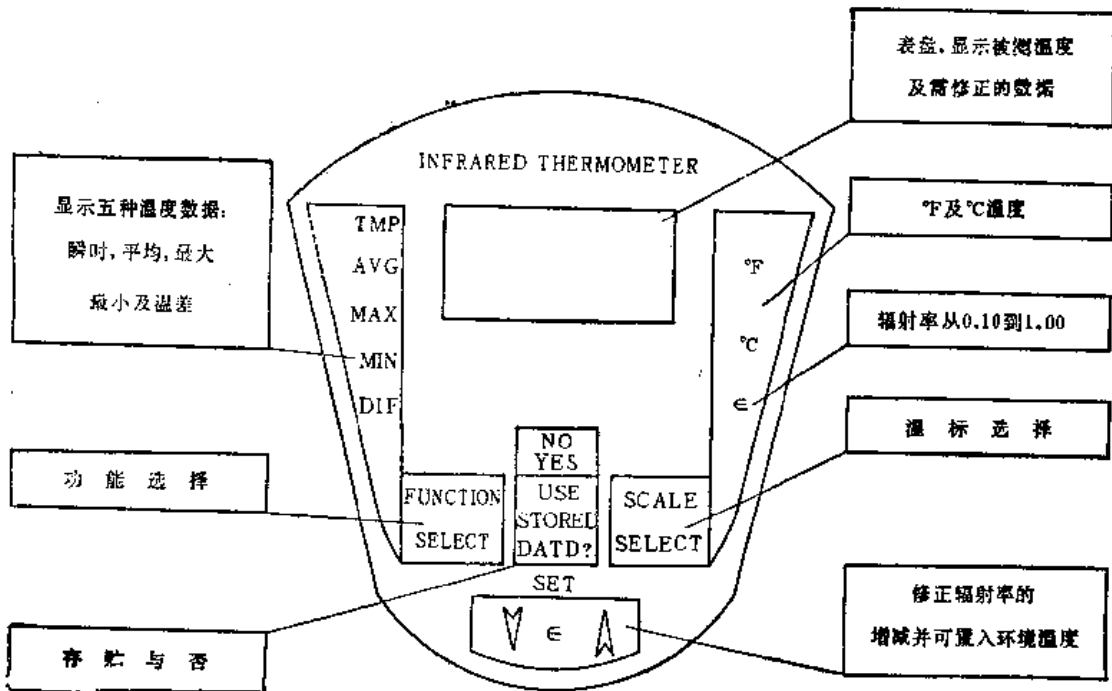 表盘,显示被测温度
及需修正的数据
INFRARED THERMOMETER
显示五种温度数据:
瞬时,平均,最大
最小及温差
TMP
AVG
MAX
MIN
DIF
°F及°C温度
°F
°C
∈
辐射率从0.10到1.00
温标选择
功能选择
NO
YES
FUNCTION
SELECT
USE
STORED
DATD?
SCALE
SELECT
SET
∈
存贮与否
修正辐射率的
增减并可置入环境温度